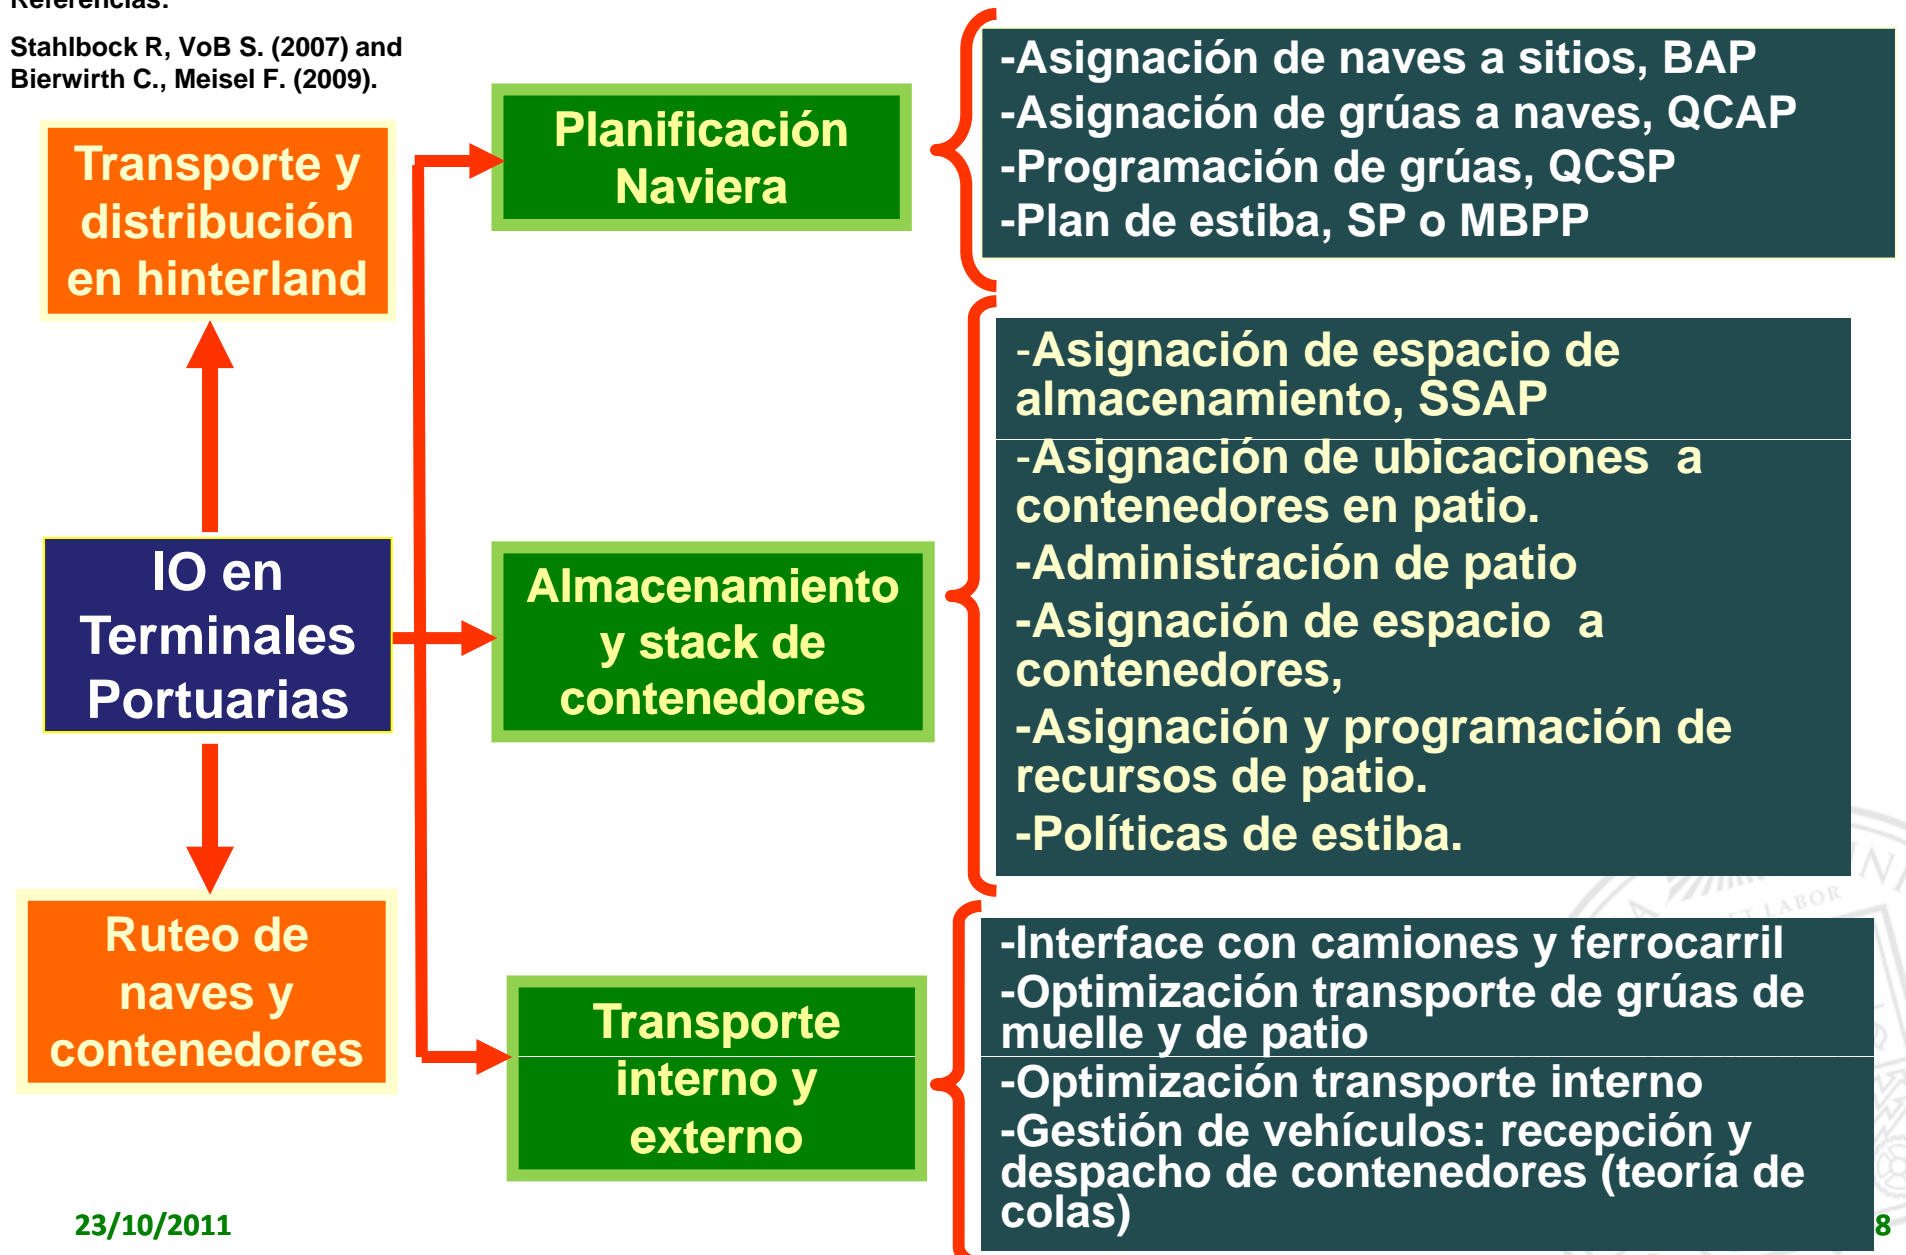 Referencias:
Stahlbock R, VoB S. (2007) and
Bierwirth C., Meisel F. (2009).
Transporte y
distribución
en hinterland
IO en
Terminales
Portuarias
Ruteo de
naves y
contenedores
Planificación
Naviera
Almacenamiento
y stack de
contenedores
Transporte
interno y
externo
-Asignación de naves a sitios, BAP
-Asignación de grúas a naves, QCAP
-Programación de grúas, QCSP
-Plan de estiba, SP o MBPP
-Asignación de espacio de
almacenamiento, SSAP
-Asignación de ubicaciones  a
contenedores en patio.
-Administración de patio
-Asignación de espacio  a
contenedores,
-Asignación y programación de
recursos de patio.
-Políticas de estiba.
-Interface con camiones y ferrocarril
-Optimización transporte de grúas de
muelle y de patio
-Optimización transporte interno
-Gestión de vehículos: recepción y
despacho de contenedores (teoría de
colas)
LABOR
23/10/2011
8